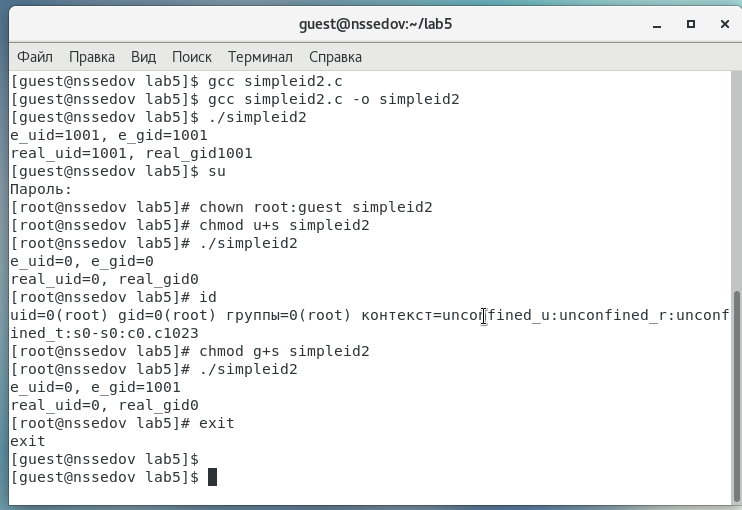 guest@nssedov:~/lab5
Файл Правка Вид Поиск Терминал Справка
[guest@nssedov lab5]$ gcc simpleid2.c
[guest@nssedov lab5]$ gcc simpleid2.c -o simpleid2
[guest@nssedov lab5]$ ./simpleid2
e_uid=1001, e_gid=1001
real_uid=1001, real_gid1001
[guest@nssedov lab5]$ su
Пароль:
[root@nssedov lab5]# chown root:guest simpleid2
[root@nssedov lab5]# chmod u+s simpleid2
[root@nssedov lab5]# ./simpleid2
e_uid=0, e_gid=0
real_uid=0, real_gid0
[root@nssedov lab5]# id
uid=0(root) gid=0(root) группы=0(root) контекст=unconfined_u:unconfined_r:unconf
ined_t:s0-s0:c0.c1023
[root@nssedov lab5]# chmod g+s simpleid2
[root@nssedov lab5]# ./simpleid2
e_uid=0, e_gid=1001
real_uid=0, real_gid0
[root@nssedov lab5]# exit
exit
[guest@nssedov lab5]$
[guest@nssedov lab5]$